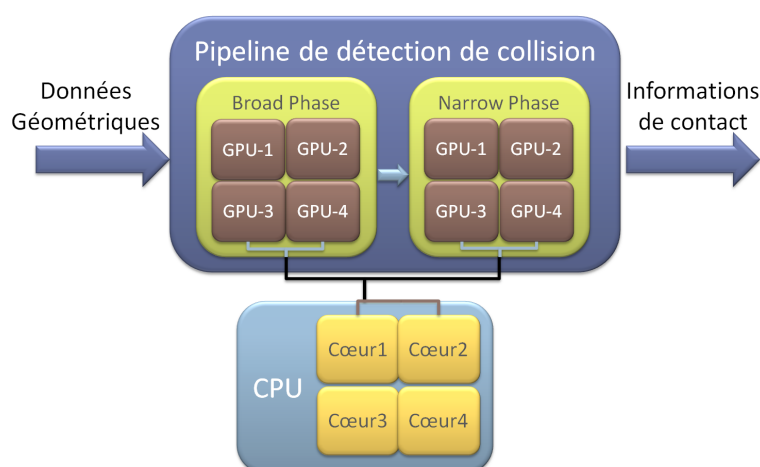 Pipeline de détection de collision
Données
Géométriques
Broad Phase
GPU-1
GPU-2
GPU-3
GPU-4
Narrow Phase
GPU-1
GPU-2
GPU-3
GPU-4
Informations
de contact
CPU
Cœur1
Cœur2
Cœur3
Cœur4